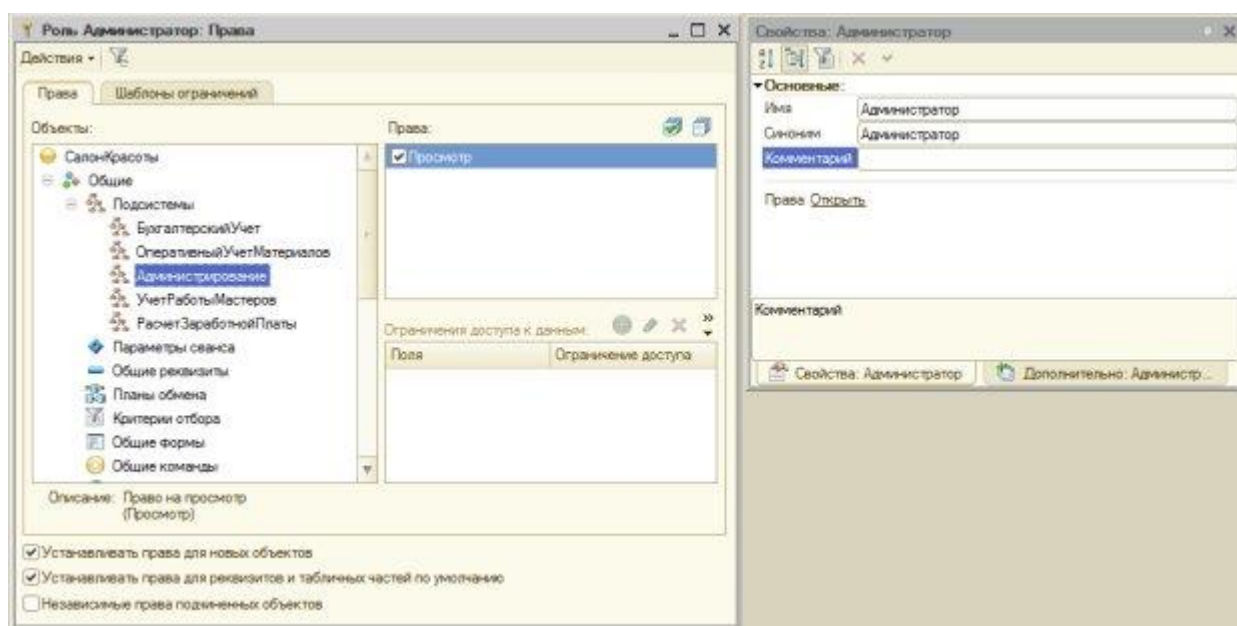 Роль Администратор: Права
Действия
Права
Шаблоны ограничений
Объекты:
СалонКрасоты
Общие
Подсистемы
БухгалтерскийУчет
ОперативныйУчетМатериалов
Администрирование
УчетРаботыМастеров
РасчетЗаработнойПлаты
Параметры сеанса
Общие реквизиты
Планы обмена
Критерии отбора
Общие формы
Общие команды
Права:
Просмотр
Ограничения доступа к данным:
Поля
Ограничение доступа
Описание: Право на просмотр
(Просмотр)
Устанавливать права для новых объектов
Устанавливать права для реквизитов и табличных частей по умолчанию
Независимые права подчиненных объектов
Свойства: Администратор
Основные:
Имя Администратор
Синоним Администратор
Комментарий
Права Открыть
Комментарий
Свойства: Администратор
Дополнительно: Администр...